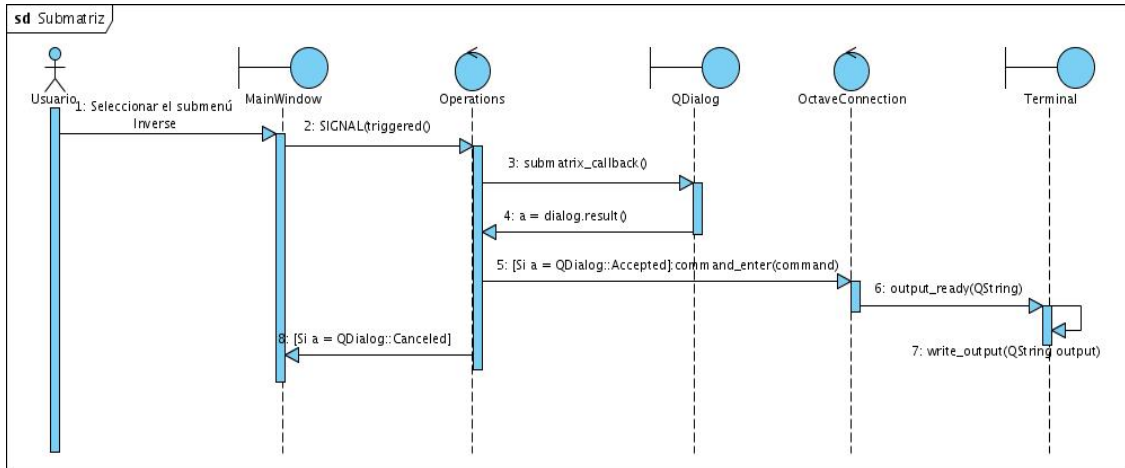 sd Submatriz
Usuario
MainWindow
Operations
QDialog
OctaveConnection
Terminal
1: Seleccionar el submenú
Inverse
2: SIGNAL(triggered()
3: submatrix_callback()
4: a = dialog.result()
5: [Si a = QDialog::Accepted]:command_enter(command)
6: output_ready(QString)
7: write_output(QString output)
8: [Si a = QDialog::Canceled]